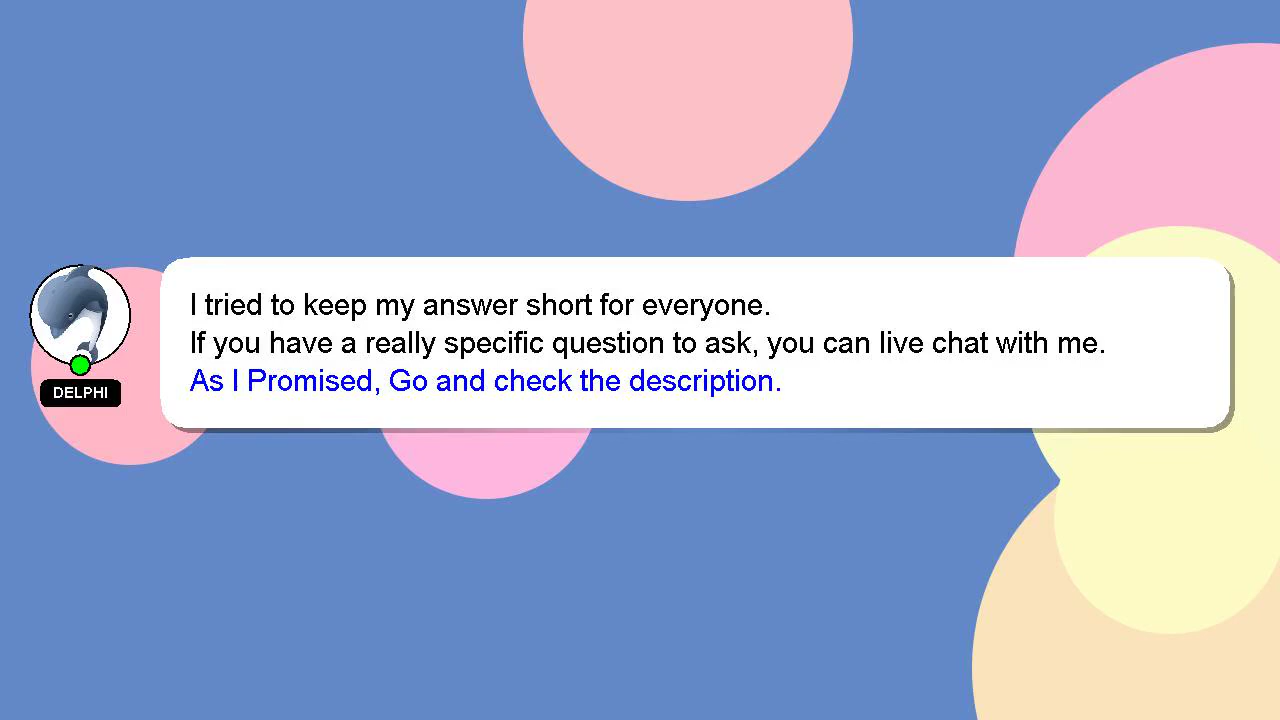 I tried to keep my answer short for everyone.
If you have a really specific question to ask, you can live chat with me.
As I Promised, Go and check the description.
DELPHI